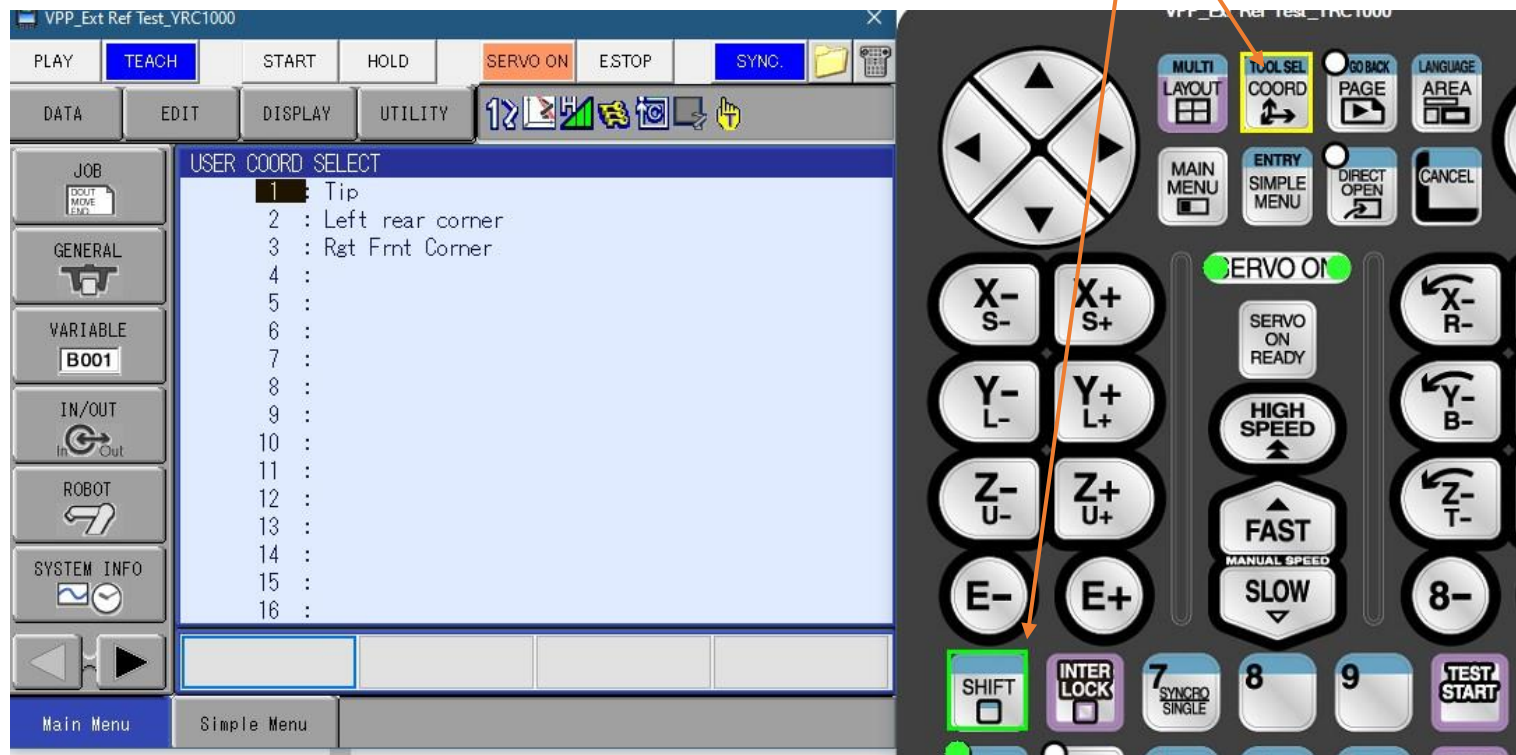 VPP_Ext Ref Test_YRC1000
PLAY TEACH START HOLD SERVO ON ESTOP SYNC.
DATA EDIT DISPLAY UTILITY
JOB
DOUT
MOVE
END
GENERAL
VARIABLE
B001
IN/OUT
In Out
ROBOT
SYSTEM INFO
USER COORD SELECT
1 : Tip
2 : Left rear corner
3 : Rgt Frnt Corner
4 :
5 :
6 :
7 :
8 :
9 :
10 :
11 :
12 :
13 :
14 :
15 :
16 :
Main Menu Simple Menu
VPP_Ext Ref Test_YRC1000
MULTI
LAYOUT
TOOL SEL
COORD
GO BACK
PAGE
LANGUAGE
AREA
MAIN
MENU
ENTRY
SIMPLE
MENU
DIRECT
OPEN
CANCEL
SERVO ON
X-
S-
X+
S+
SERVO
ON
READY
X-
R-
Y-
L-
Y+
L+
HIGH
SPEED
Y-
B-
Z-
U-
Z+
U+
FAST
MANUAL SPEED
SLOW
Z-
T-
E-
E+
8-
SHIFT
INTER
LOCK
7
SYNCRO
SINGLE
8
9
TEST
START